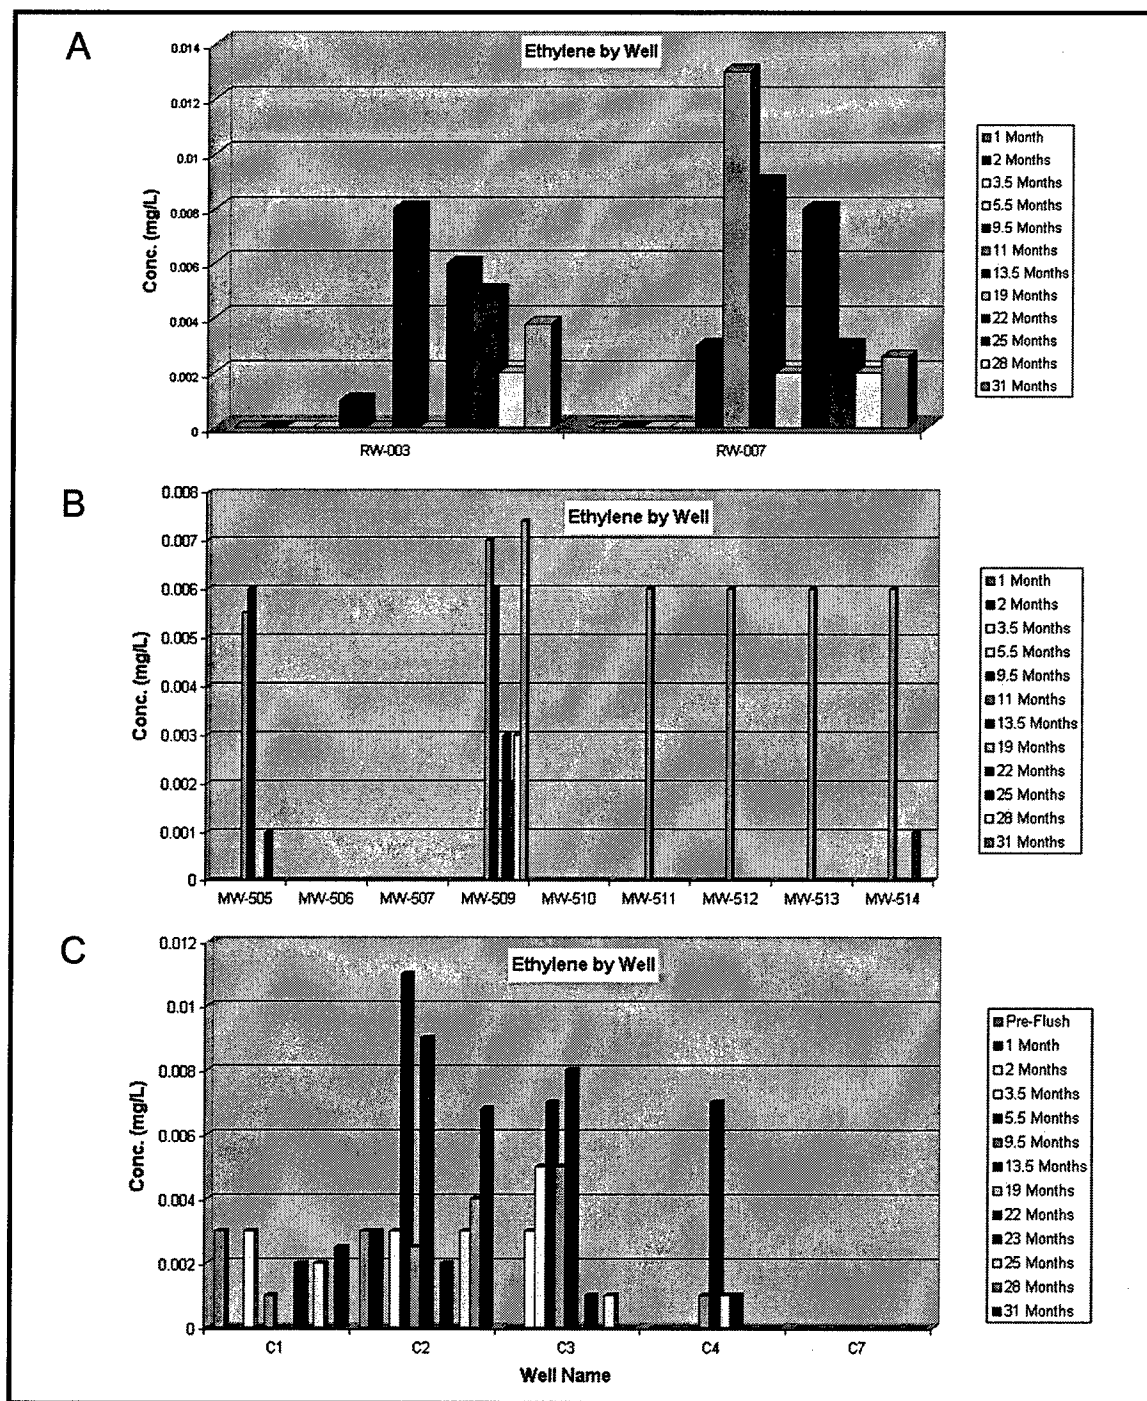 A
Ethylene by Well
0.014
0.012
0.01
0.008
0.006
0.004
0.002
0
Conc. (mg/L)
RW-003 RW-007
1 Month
2 Months
3.5 Months
5.5 Months
9.5 Months
11 Months
13.5 Months
19 Months
22 Months
25 Months
28 Months
31 Months
B
Ethylene by Well
0.008
0.007
0.006
0.005
0.004
0.003
0.002
0.001
0
Conc. (mg/L)
MW-505 MW-506 MW-507 MW-509 MW-510 MW-511 MW-512 MW-513 MW-514
1 Month
2 Months
3.5 Months
5.5 Months
9.5 Months
11 Months
13.5 Months
19 Months
22 Months
25 Months
28 Months
31 Months
C
Ethylene by Well
0.012
0.01
0.008
0.006
0.004
0.002
0
Conc. (mg/L)
C1 C2 C3 C4 C7
Well Name
Pre-Flush
1 Month
2 Months
3.5 Months
5.5 Months
9.5 Months
13.5 Months
19 Months
22 Months
23 Months
25 Months
28 Months
31 Months